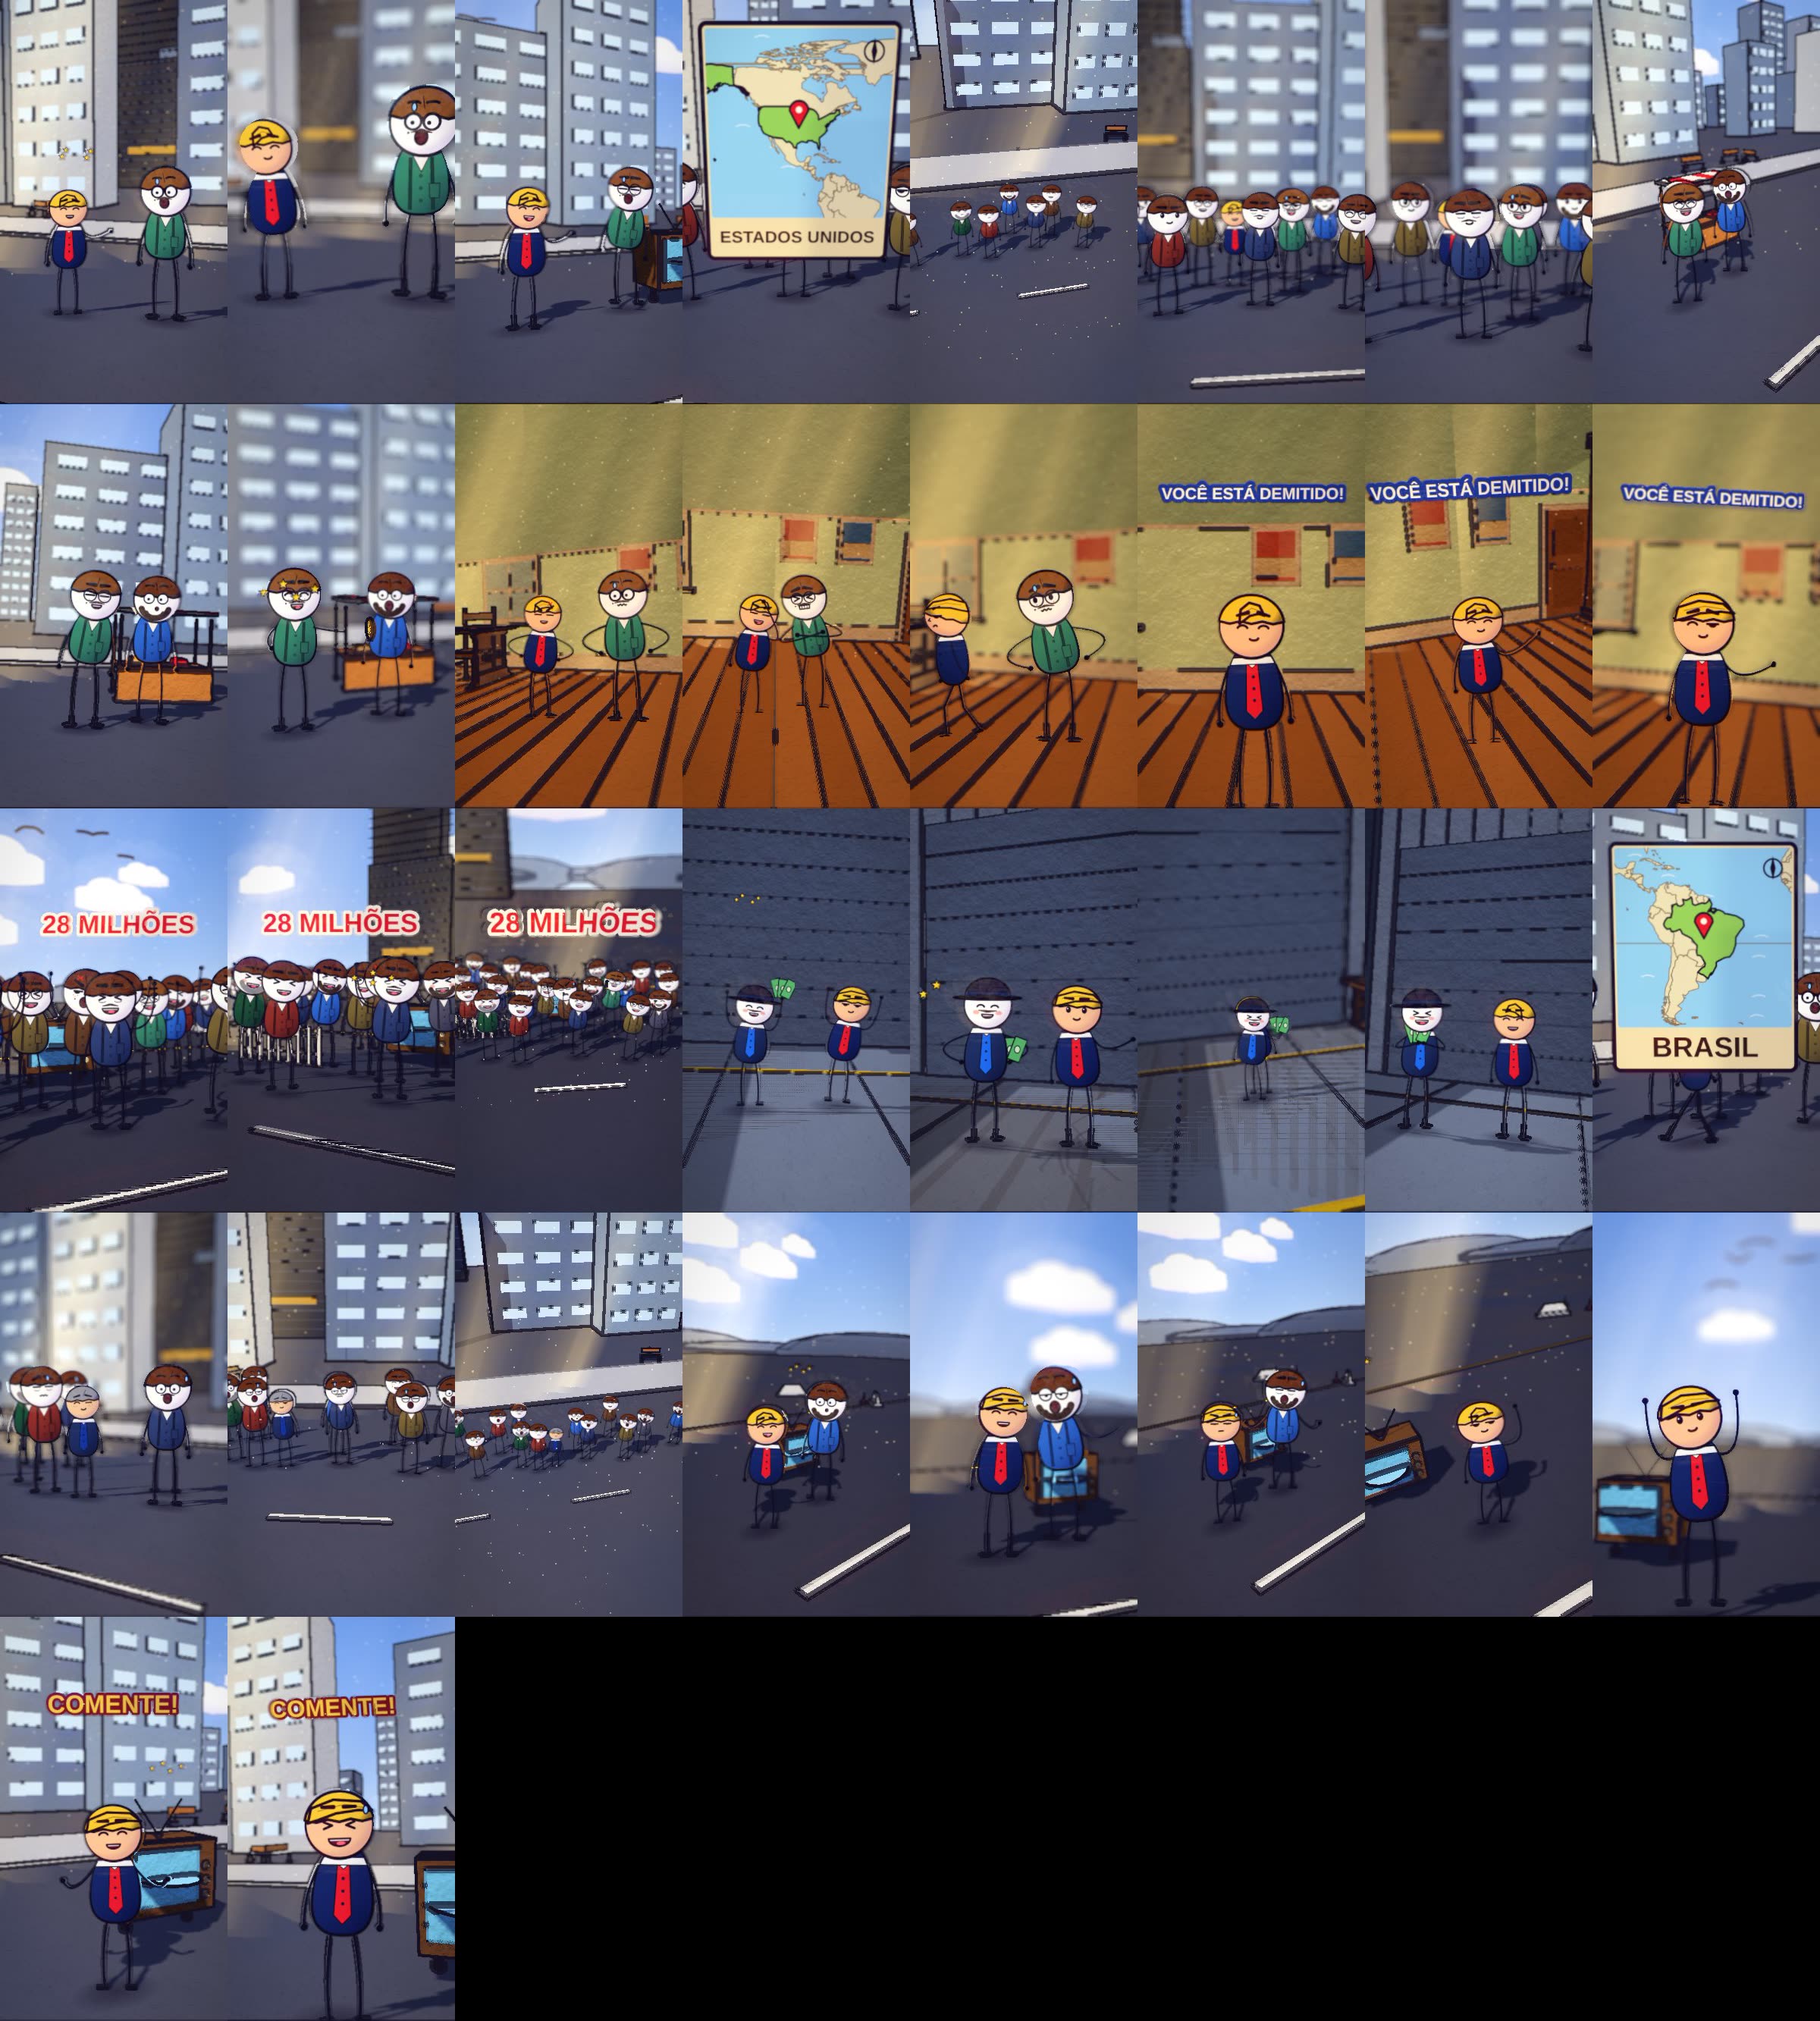 ESTADOS UNIDOS
VOCÊ ESTÁ DEMITIDO!
VOCÊ ESTÁ DEMITIDO!
VOCÊ ESTÁ DEMITIDO!
28 MILHÕES
28 MILHÕES
28 MILHÕES
BRASIL
COMENTE!
COMENTE!